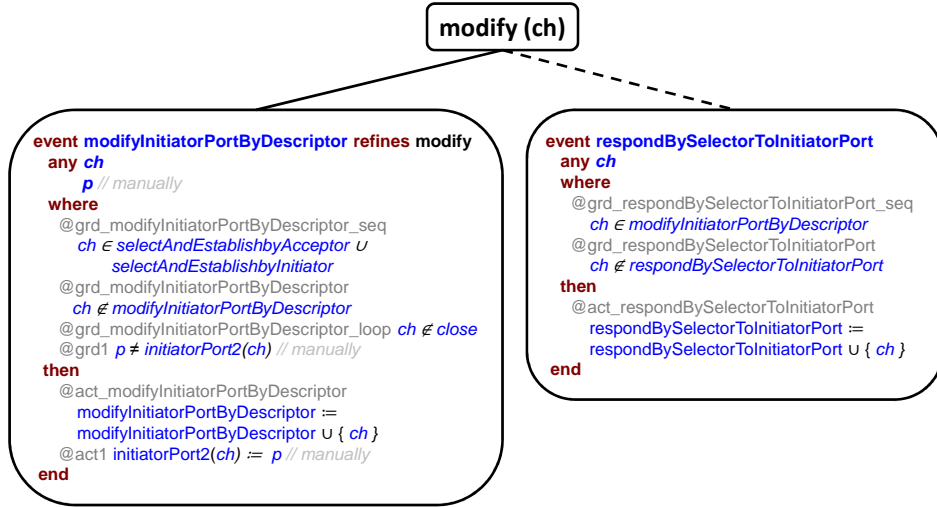 modify (ch)
event modifyInitiatorPortByDescriptor refines modify
any ch
p // manually
where
@grd_modifyInitiatorPortByDescriptor_seq
ch ∈ selectAndEstablishbyAcceptor ∪
selectAndEstablishbyInitiator
@grd_modifyInitiatorPortByDescriptor
ch ∉ modifyInitiatorPortByDescriptor
@grd_modifyInitiatorPortByDescriptor_loop ch ∉ close
@grd1 p ≠ initiatorPort2(ch) // manually
then
@act_modifyInitiatorPortByDescriptor
modifyInitiatorPortByDescriptor ≔
modifyInitiatorPortByDescriptor ∪ { ch }
@act1 initiatorPort2(ch) ≔ p // manually
end
event respondBySelectorToInitiatorPort
any ch
where
@grd_respondBySelectorToInitiatorPort_seq
ch ∈ modifyInitiatorPortByDescriptor
@grd_respondBySelectorToInitiatorPort
ch ∉ respondBySelectorToInitiatorPort
then
@act_respondBySelectorToInitiatorPort
respondBySelectorToInitiatorPort ≔
respondBySelectorToInitiatorPort ∪ { ch }
end